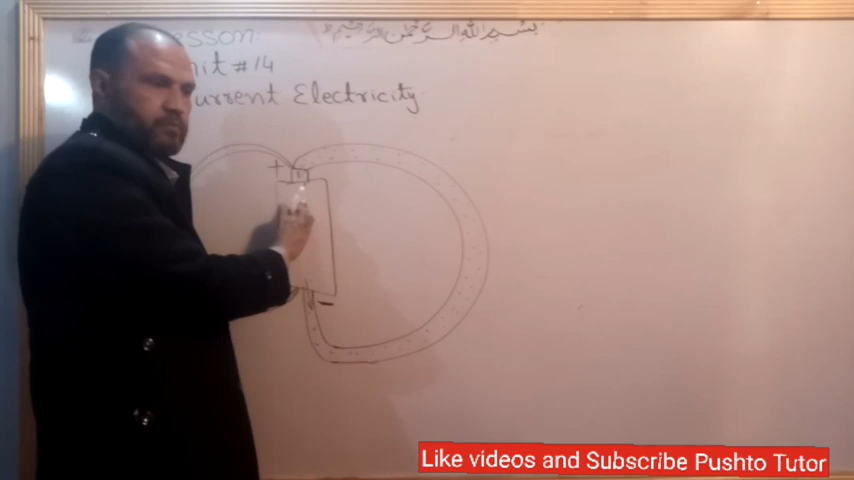 esson بسم الله الرحمن الرحیم
nit # 14
urrent Electricity
+
-
Like videos and Subscribe Pushto Tutor